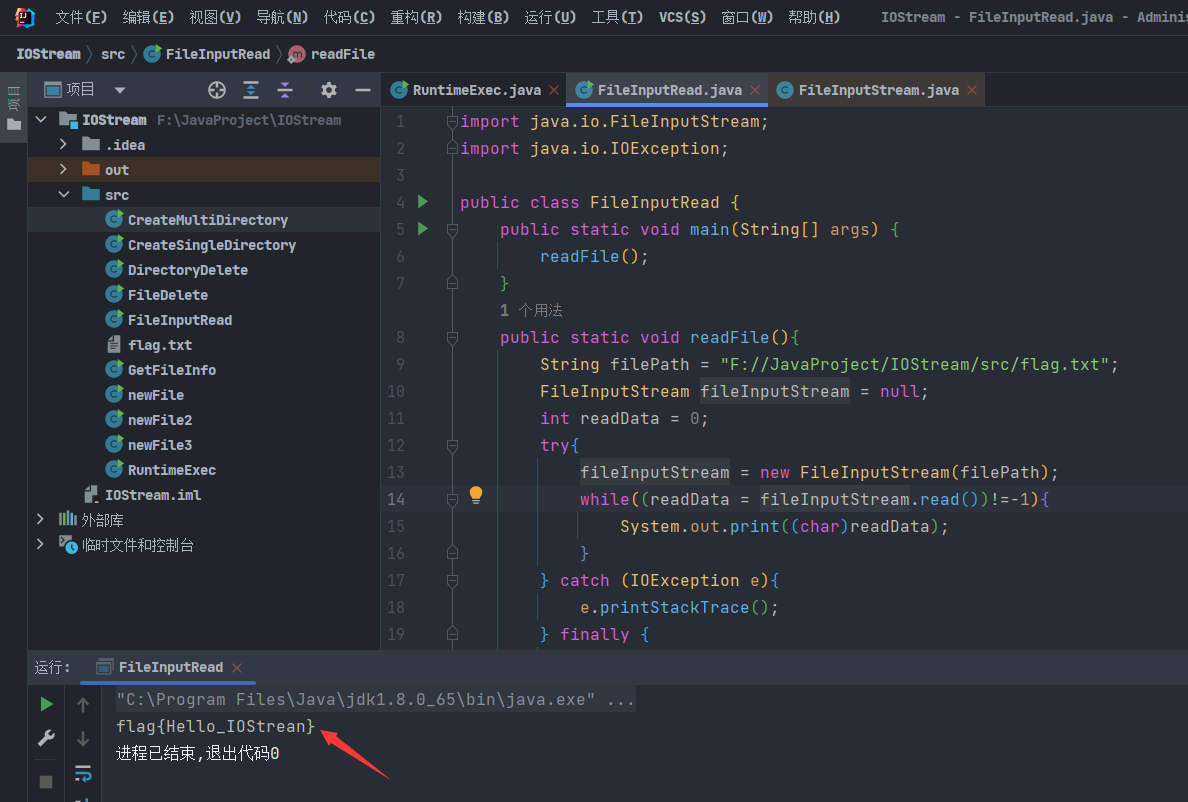 文件(F) 编辑(E) 视图(V) 导航(N) 代码(C) 重构(R) 构建(B) 运行(U) 工具(T) VCS(S) 窗口(W) 帮助(H) IOStream - FileInputRead.java - Adminis
IOStream src FileInputRead readFile
项目
项目
RuntimeExec.java FileInputRead.java FileInputStream.java
IOStream F:\JavaProject\IOStream
.idea
out
src
CreateMultiDirectory
CreateSingleDirectory
DirectoryDelete
FileDelete
FileInputRead
flag.txt
GetFileInfo
newFile
newFile2
newFile3
RuntimeExec
IOStream.iml
外部库
临时文件和控制台
1 import java.io.FileInputStream;
2 import java.io.IOException;
3
4 public class FileInputRead {
5 public static void main(String[] args) {
6 readFile();
7 }
1 个用法
8 public static void readFile(){
9 String filePath = "F://JavaProject/IOStream/src/flag.txt";
10 FileInputStream fileInputStream = null;
11 int readData = 0;
12 try{
13 fileInputStream = new FileInputStream(filePath);
14 while((readData = fileInputStream.read())!=-1){
15 System.out.print((char)readData);
16 }
17 } catch (IOException e){
18 e.printStackTrace();
19 } finally {
运行: FileInputRead
"C:\Program Files\Java\jdk1.8.0_65\bin\java.exe" ...
flag{Hello_IOStrean}
进程已结束,退出代码0